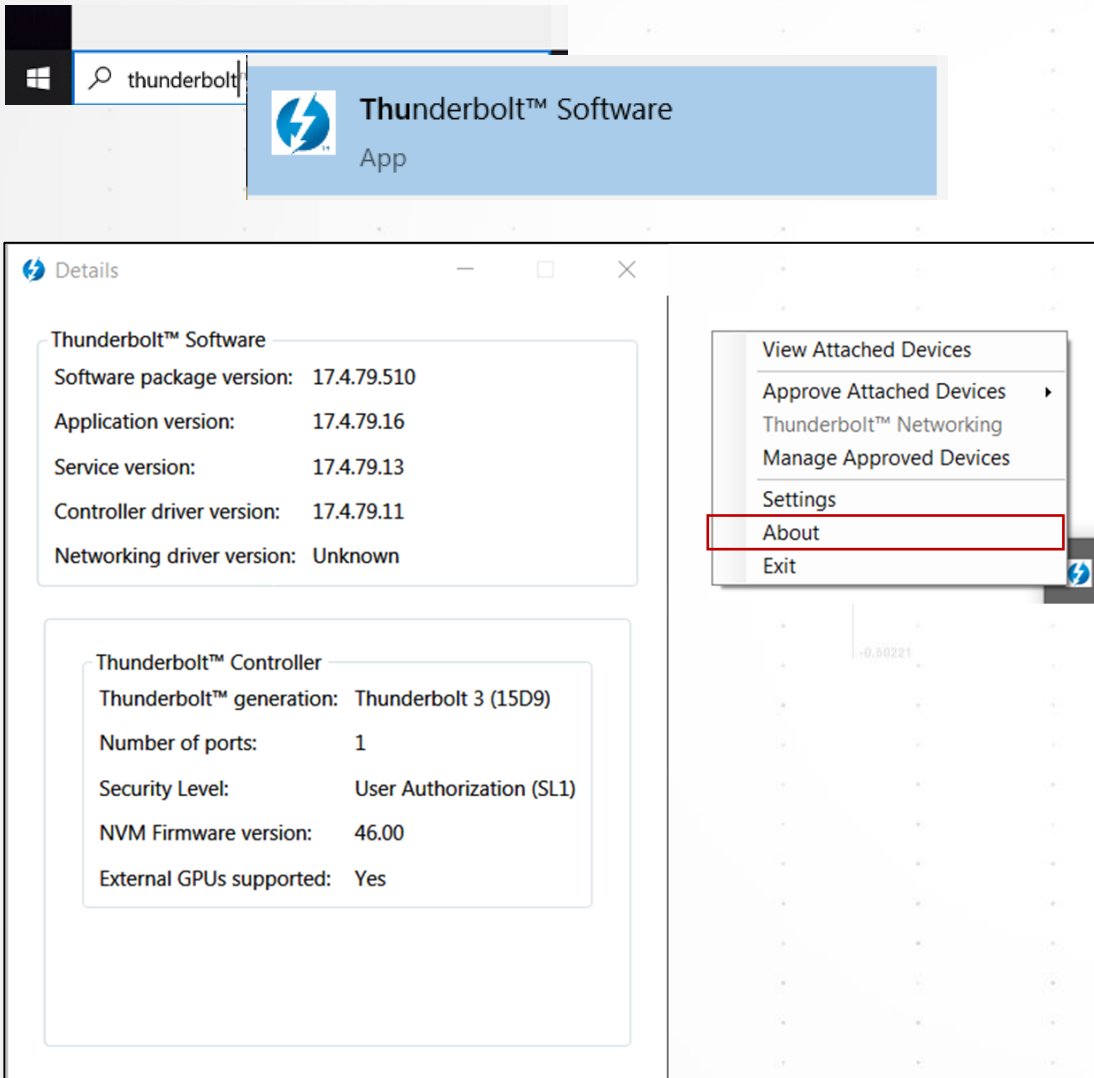 thunderbolt
Thunderbolt™ Software
App
Details
Thunderbolt™ Software
Software package version: 17.4.79.510
Application version: 17.4.79.16
Service version: 17.4.79.13
Controller driver version: 17.4.79.11
Networking driver version: Unknown
Thunderbolt™ Controller
Thunderbolt™ generation: Thunderbolt 3 (15D9)
Number of ports: 1
Security Level: User Authorization (SL1)
NVM Firmware version: 46.00
External GPUs supported: Yes
View Attached Devices
Approve Attached Devices
Thunderbolt™ Networking
Manage Approved Devices
Settings
About
Exit
-0.50221